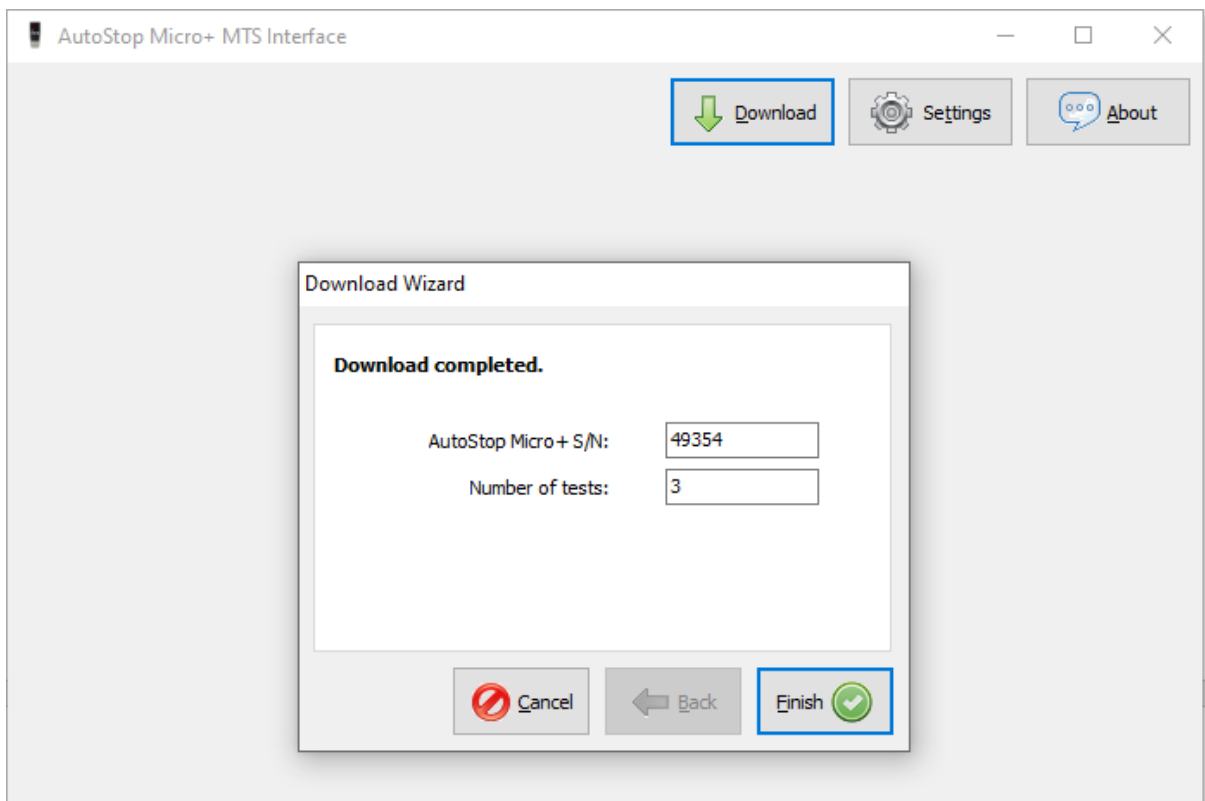 AutoStop Micro+ MTS Interface
Download Settings About
Download Wizard
Download completed.
AutoStop Micro+ S/N: 49354
Number of tests: 3
Cancel Back Finish